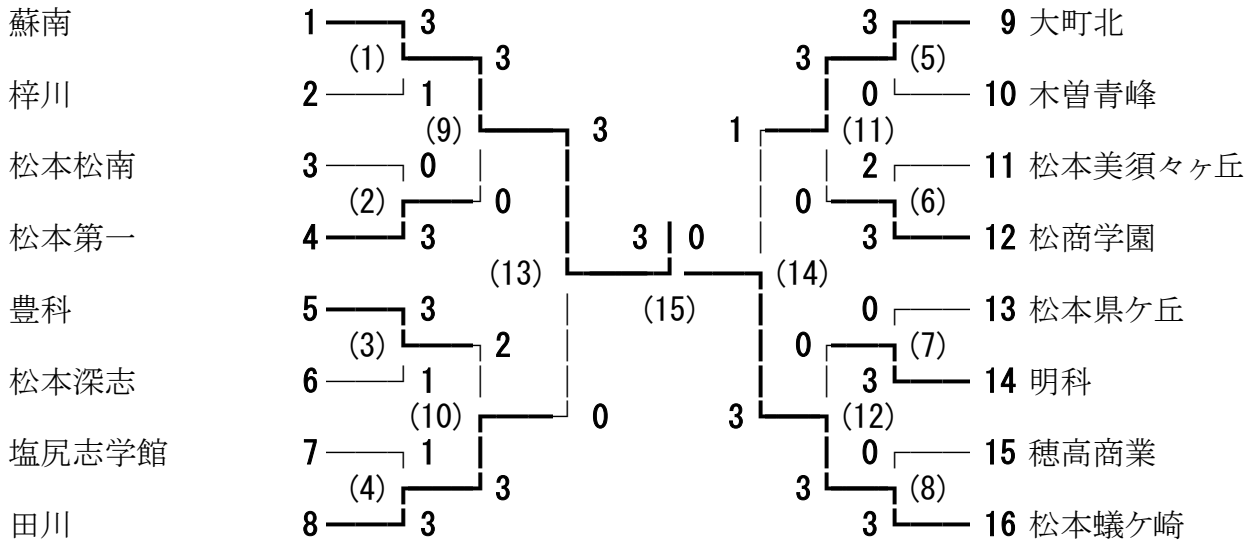 蘇南 1 3 3 9 大町北
(1) 3 3 (5)
梓川 2 1 0 10 木曽青峰
(9) 3 1 (11)
松本松南 3 0 2 11 松本美須々ヶ丘
(2) 0 0 (6)
松本第一 4 3 3 0 3 12 松商学園
(13) (14)
豊科 5 3 (15) 0 13 松本県ケ丘
(3) 2 0 (7)
松本深志 6 1 3 14 明科
(10) 0 3 (12)
塩尻志学館 7 1 0 15 穂高商業
(4) 3 3 (8)
田川 8 3 3 16 松本蟻ケ崎